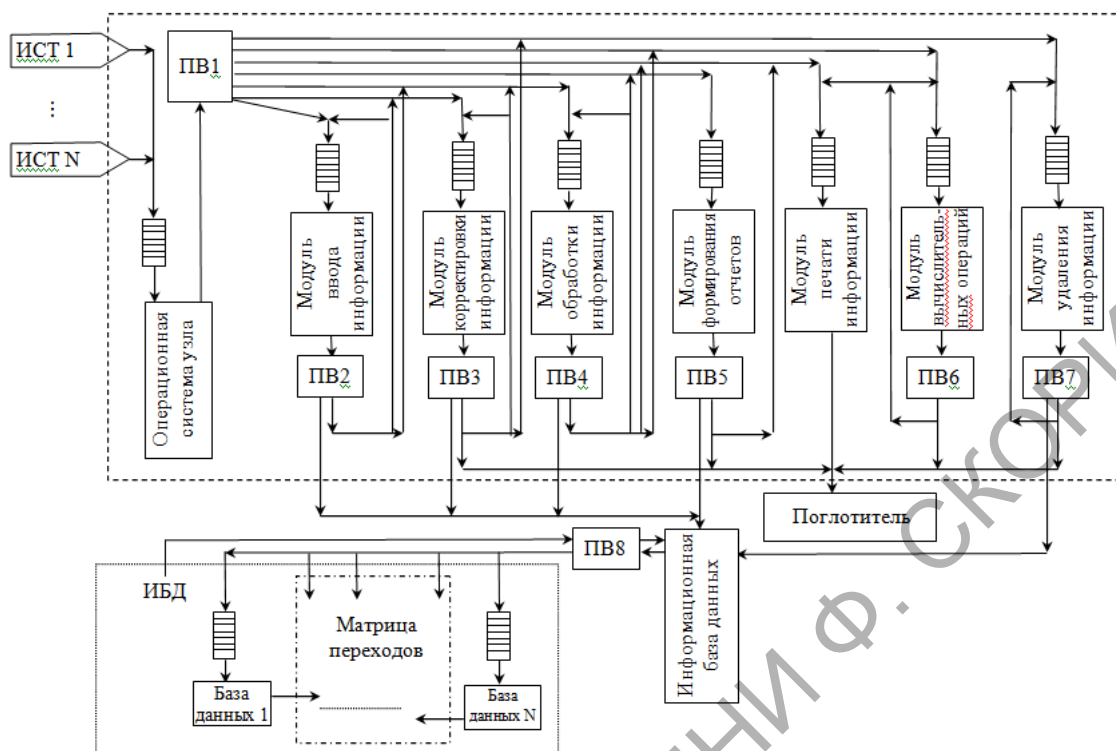 ИСТ 1
ПВ1
...
ИСТ N
Операционная
система узла
Модуль
ввода
информации
Модуль
корректировки
информации
Модуль
обработки
информации
Модуль
формирования
отчетов
Модуль
печати
информации
Модуль
вычислитель-
ных операций
Модуль
удаления
информации
ПВ2
ПВ3
ПВ4
ПВ5
ПВ6
ПВ7
Поглотитель
ПВ8
Информационная
база данных
ИБД
Матрица
переходов
База
данных 1
База
данных N
Ф. СКОРИ